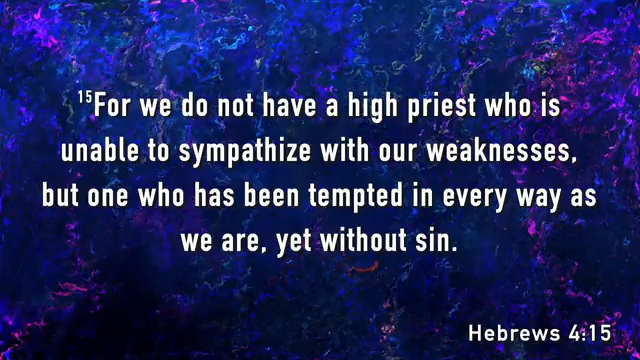 ¹⁵For we do not have a high priest who is
unable to sympathize with our weaknesses,
but one who has been tempted in every way as
we are, yet without sin.
Hebrews 4:15